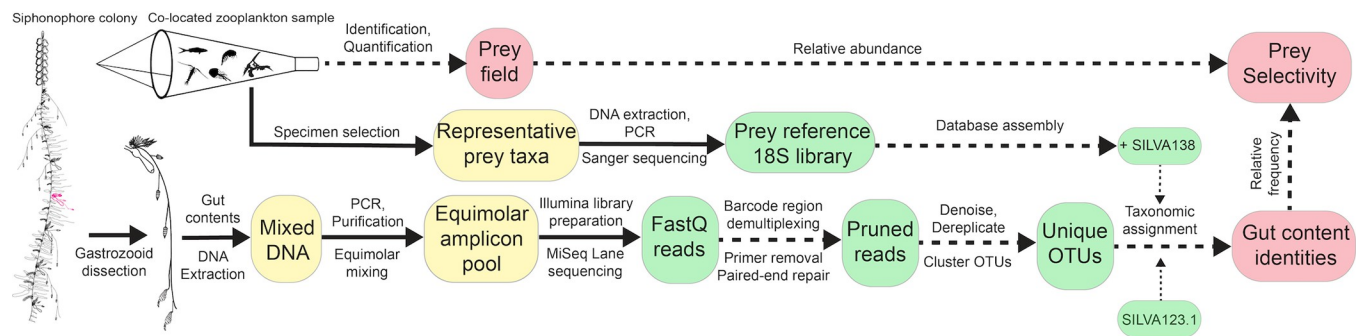 Siphonophore colony
Co-located zooplankton sample
Identification,
Quantification
Prey
field
Relative abundance
Prey
Selectivity
Specimen selection
Representative
prey taxa
DNA extraction,
PCR
Sanger sequencing
Prey reference
18S library
Database assembly
+ SILVA138
Relative
frequency
Gastrozooid
dissection
Gut
contents
DNA
Extraction
Mixed
DNA
PCR,
Purification
Equimolar
mixing
Equimolar
amplicon
pool
Illumina library
preparation
MiSeq Lane
sequencing
FastQ
reads
Barcode region
demultiplexing
Primer removal
Paired-end repair
Pruned
reads
Denoise,
Dereplicate
Cluster OTUs
Unique
OTUs
Taxonomic
assignment
SILVA123.1
Gut content
identities